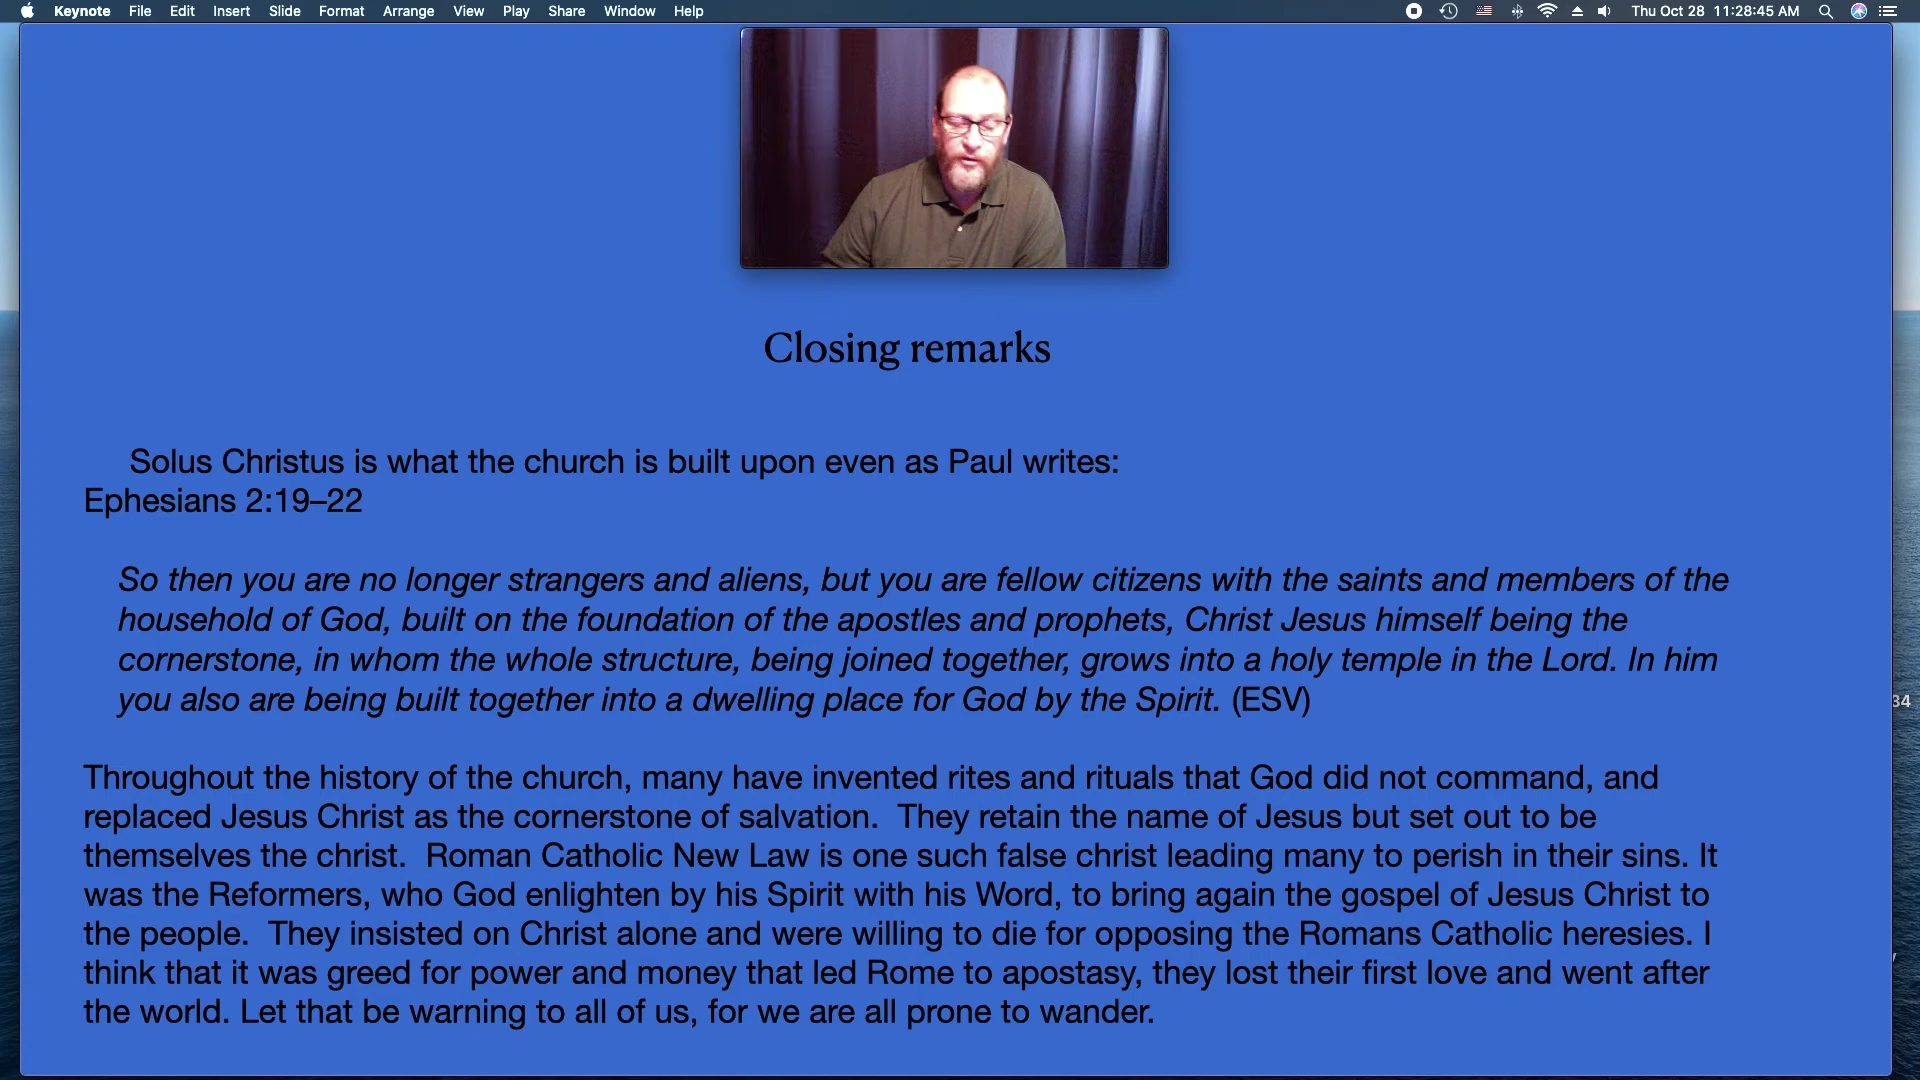 Keynote File Edit Insert Slide Format Arrange View Play Share Window Help Thu Oct 28 11:28:45 AM
Closing remarks
Solus Christus is what the church is built upon even as Paul writes:
Ephesians 2:19–22
So then you are no longer strangers and aliens, but you are fellow citizens with the saints and members of the
household of God, built on the foundation of the apostles and prophets, Christ Jesus himself being the
cornerstone, in whom the whole structure, being joined together, grows into a holy temple in the Lord. In him
you also are being built together into a dwelling place for God by the Spirit. (ESV)
34
Throughout the history of the church, many have invented rites and rituals that God did not command, and
replaced Jesus Christ as the cornerstone of salvation.  They retain the name of Jesus but set out to be
themselves the christ.  Roman Catholic New Law is one such false christ leading many to perish in their sins. It
was the Reformers, who God enlighten by his Spirit with his Word, to bring again the gospel of Jesus Christ to
the people.  They insisted on Christ alone and were willing to die for opposing the Romans Catholic heresies. I
think that it was greed for power and money that led Rome to apostasy, they lost their first love and went after
the world. Let that be warning to all of us, for we are all prone to wander.